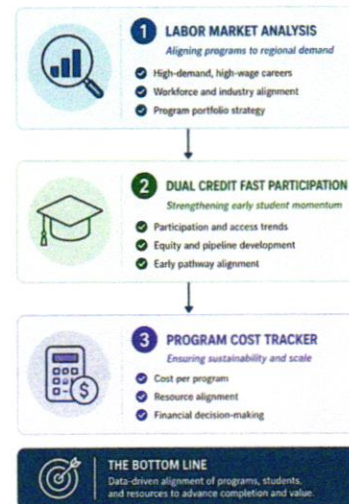 1 LABOR MARKET ANALYSIS
Aligning programs to regional demand
High-demand, high-wage careers
Workforce and industry alignment
Program portfolio strategy
2 DUAL CREDIT FAST PARTICIPATION
Strengthening early student momentum
Participation and access trends
Equity and pipeline development
Early pathway alignment
3 PROGRAM COST TRACKER
Ensuring sustainability and scale
Cost per program
Resource alignment
Financial decision-making
$
THE BOTTOM LINE
Data-driven alignment of programs, students,
and resources to advance completion and value.